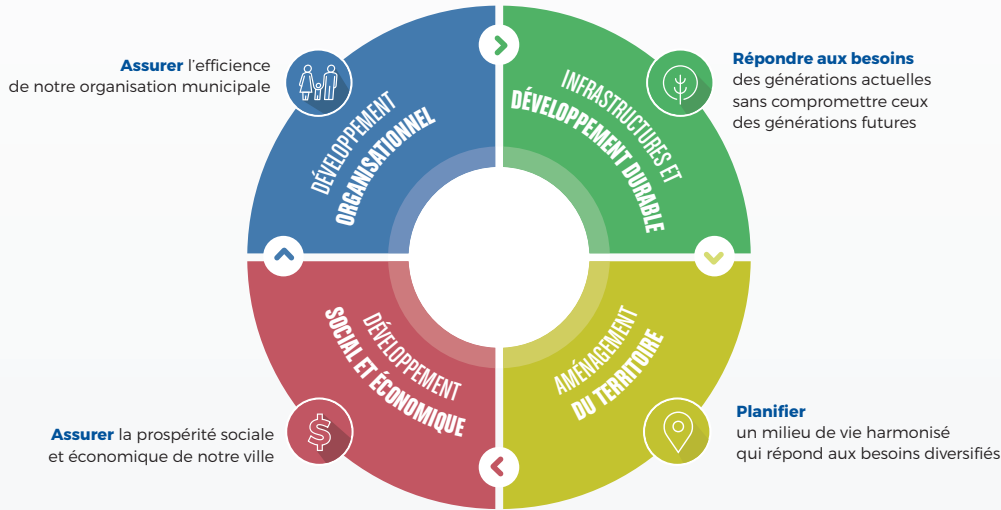 Assurer l'efficience
de notre organisation municipale
DÉVELOPPEMENT
ORGANISATIONNEL
INFRASTRUCTURES ET
DÉVELOPPEMENT DURABLE
Répondre aux besoins
des générations actuelles
sans compromettre ceux
des générations futures
DÉVELOPPEMENT
SOCIAL ET ÉCONOMIQUE
AMÉNAGEMENT
DU TERRITOIRE
Assurer la prospérité sociale
et économique de notre ville
$
Planifier
un milieu de vie harmonisé
qui répond aux besoins diversifiés